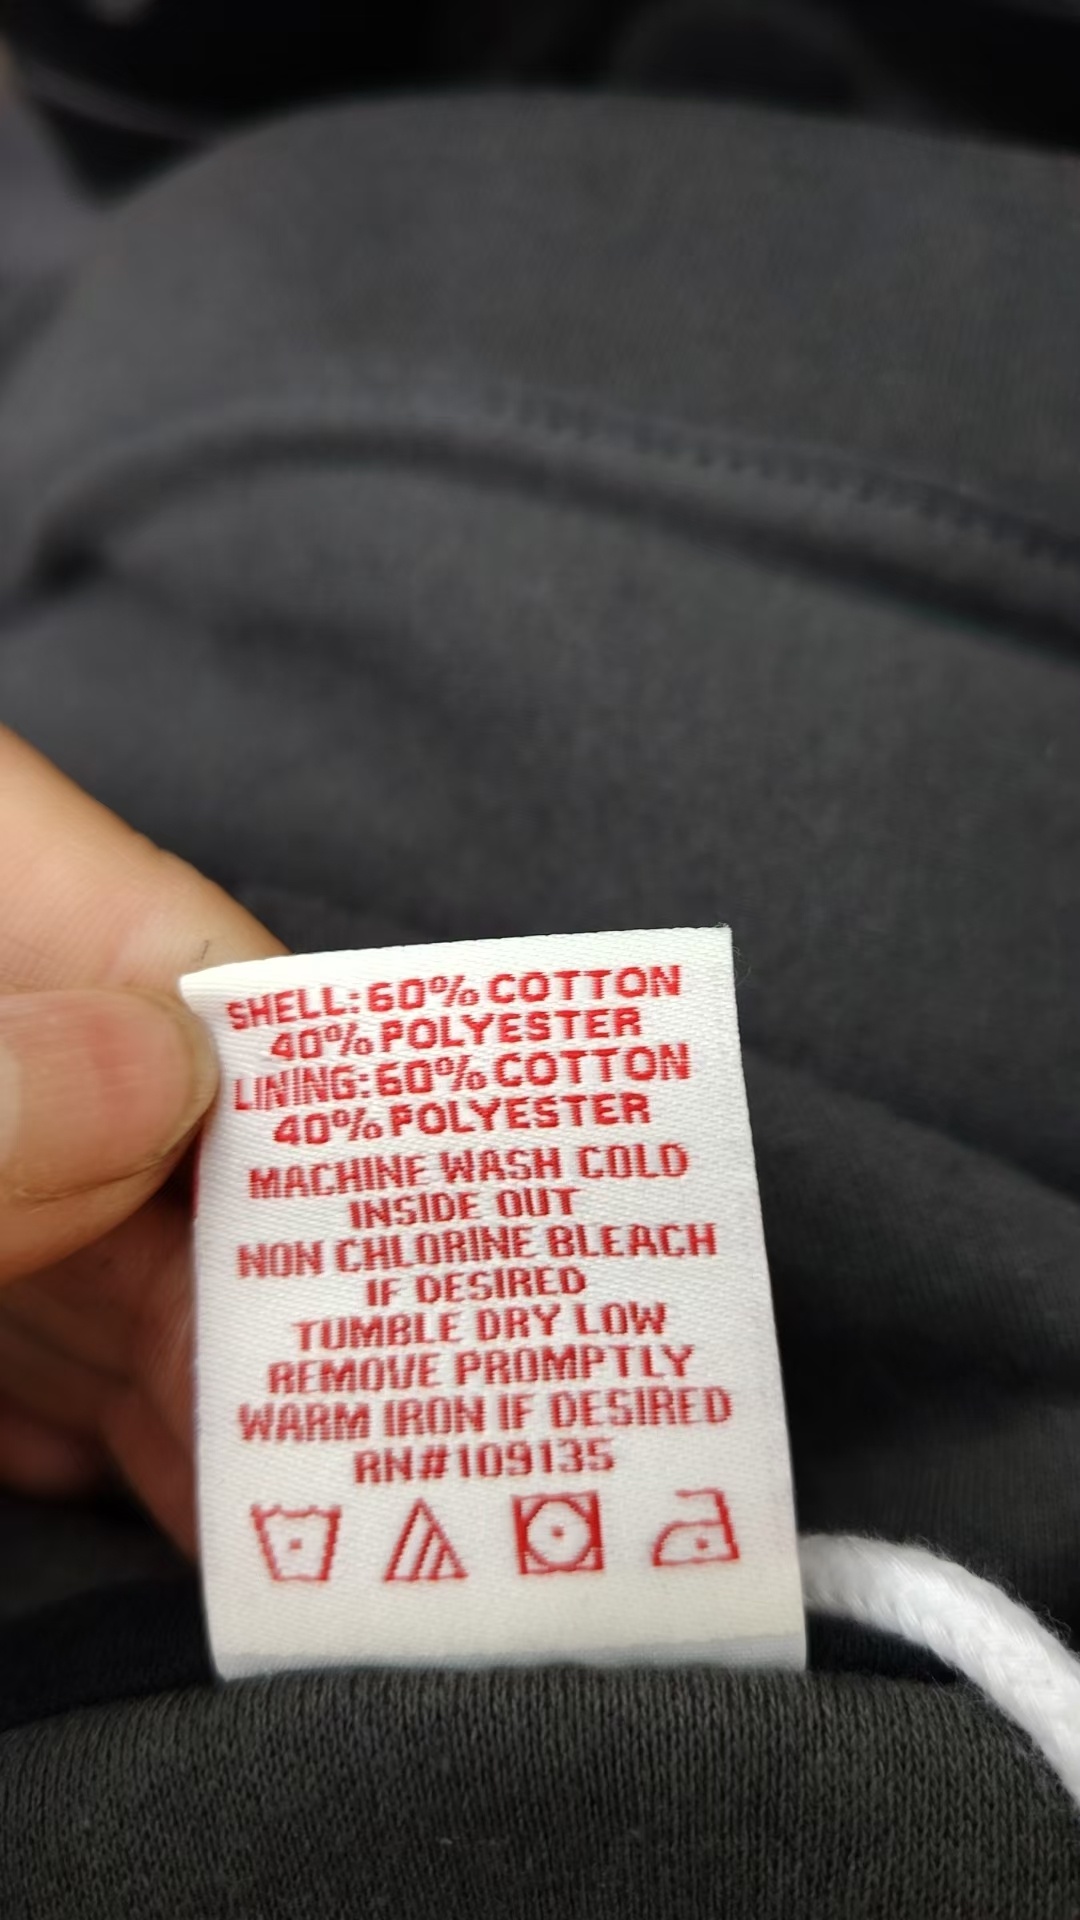 SHELL: 60% COTTON
40% POLYESTER
LINING: 60% COTTON
40% POLYESTER
MACHINE WASH COLD
INSIDE OUT
NON CHLORINE BLEACH
IF DESIRED
TUMBLE DRY LOW
REMOVE PROMPTLY
WARM IRON IF DESIRED
RN#109135